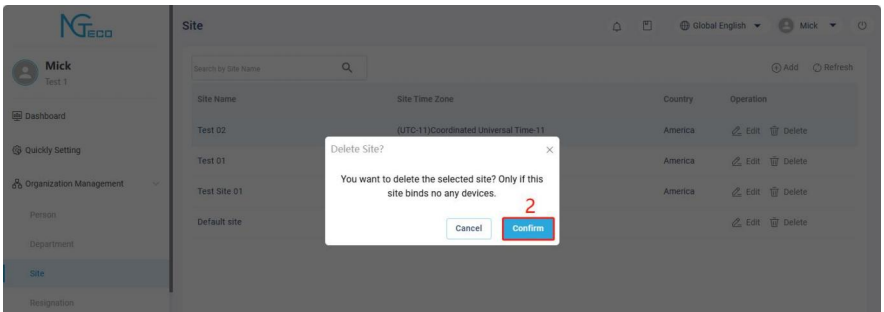 NGTeco
Site
Global English
Mick
Mick
Test 1
Search by Site Name
Add
Refresh
Site Name
Site Time Zone
Country
Operation
Dashboard
Test 02
(UTC-11)Coordinated Universal Time-11
America
Edit
Delete
Delete Site?
Quickly Setting
Test 01
America
Edit
Delete
You want to delete the selected site? Only if this
site binds no any devices.
Organization Management
Test Site 01
America
Edit
Delete
2
Person
Default site
Edit
Delete
Cancel
Confirm
Department
Site
Resignation